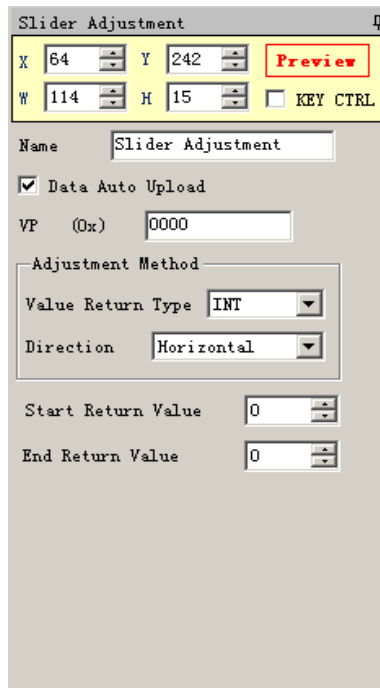 Slider Adjustment
X 64 Y 242 Preview
W 114 H 15 KEY CTRL
Name Slider Adjustment
Data Auto Upload
VP (0x) 0000
Adjustment Method
Value Return Type INT
Direction Horizontal
Start Return Value 0
End Return Value 0